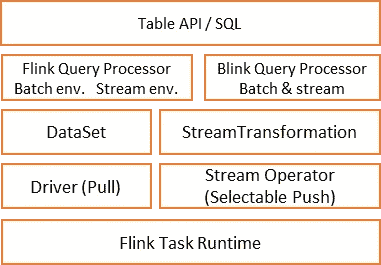 Table API / SQL
Flink Query Processor
Batch env. Stream env.
Blink Query Processor
Batch & stream
DataSet
StreamTransformation
Driver (Pull)
Stream Operator
(Selectable Push)
Flink Task Runtime